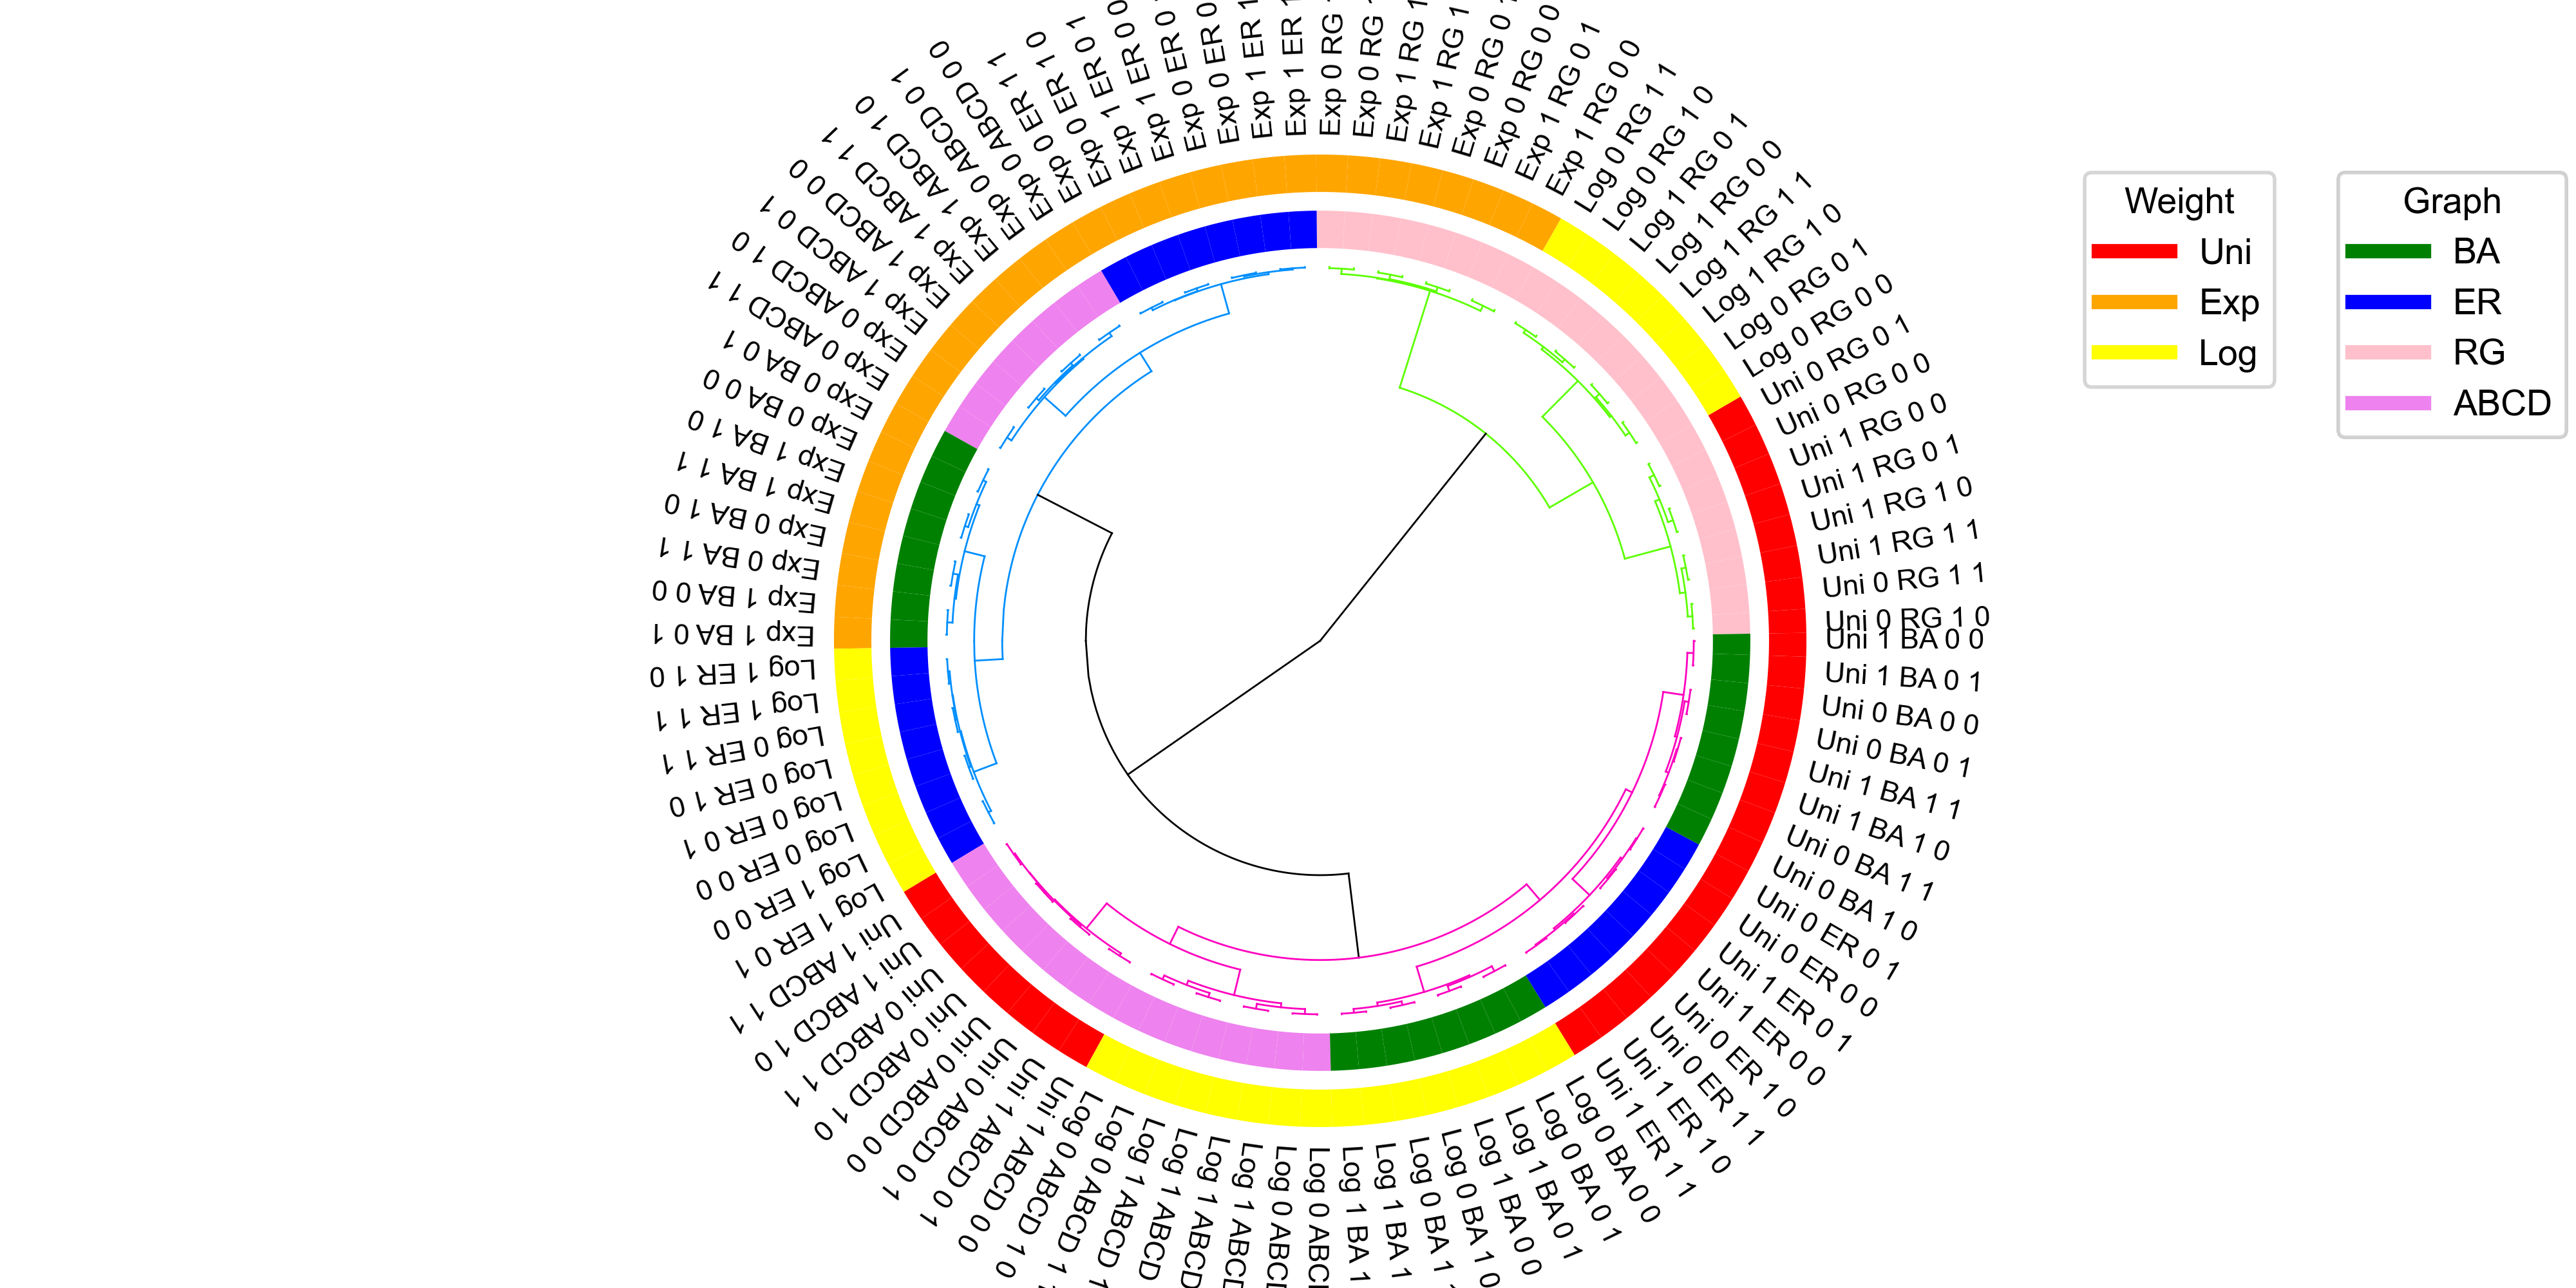 Exp 0 RG
Exp 0 RG
Exp 1 RG 1
Exp 1 RG 1
Exp 0 RG 0 1
Exp 0 RG 0 0
Exp 1 RG 0 1
Exp 1 RG 0 0
Log 0 RG 1 1
Log 0 RG 1 0
Log 1 RG 0 1
Log 1 RG 0 0
Log 1 RG 1 1
Log 1 RG 1 0
Log 0 RG 0 1
Log 0 RG 0 0
Uni 0 RG 0 1
Uni 0 RG 0 0
Uni 1 RG 0 0
Uni 1 RG 0 1
Uni 1 RG 1 0
Uni 1 RG 1 1
Uni 0 RG 1 1
Uni 0 RG 1 0
Uni 1 BA 0 0
Uni 1 BA 0 1
Uni 0 BA 0 0
Uni 0 BA 0 1
Uni 1 BA 1 1
Uni 1 BA 1 0
Uni 0 BA 1 1
Uni 0 BA 1 0
Uni 0 ER 0 1
Uni 0 ER 0 0
Uni 1 ER 0 1
Uni 1 ER 0 0
Uni 0 ER 1 0
Uni 0 ER 1 1
Uni 1 ER 1 0
Uni 1 ER 1 1
Log 0 BA 0 0
Log 0 BA 0 1
Log 1 BA 0 1
Log 1 BA 0 0
Log 0 BA 1 0
Log 0 BA 1
Log 1 BA 1
Log 1 BA 1
Log 0 ABCD
Log 0 ABCD
Log 1 ABCD
Log 1 ABCD
Log 1 ABCD
Log 1 ABCD 1
Log 0 ABCD 1
Log 0 ABCD 1 0
Uni 1 ABCD 0 0
Uni 1 ABCD 0 1
Uni 0 ABCD 0 1
Uni 0 ABCD 0 0
Uni 0 ABCD 1 0
Uni 0 ABCD 1 1
Uni 1 ABCD 1 0
Uni 1 ABCD 1 1
Log 1 ER 0 1
Log 1 ER 0 0
Log 0 ER 0 0
Log 0 ER 0 1
Log 0 ER 1 0
Log 0 ER 1 1
Log 1 ER 1 1
Log 1 ER 1 0
Exp 1 BA 0 1
Exp 1 BA 0 0
Exp 0 BA 1 1
Exp 0 BA 1 0
Exp 1 BA 1 1
Exp 1 BA 1 0
Exp 0 BA 0 0
Exp 0 BA 0 1
Exp 0 ABCD 1 1
Exp 0 ABCD 1 0
Exp 1 ABCD 0 1
Exp 1 ABCD 0 0
Exp 1 ABCD 1 1
Exp 1 ABCD 1 0
Exp 0 ABCD 0 1
Exp 0 ABCD 0 0
Exp 0 ER 1 1
Exp 0 ER 1 0
Exp 1 ER 0 1
Exp 1 ER 0 0
Exp 0 ER 0
Exp 0 ER 0
Exp 1 ER 1
Exp 1 ER 1
Weight
Uni
Exp
Log
Graph
BA
ER
RG
ABCD